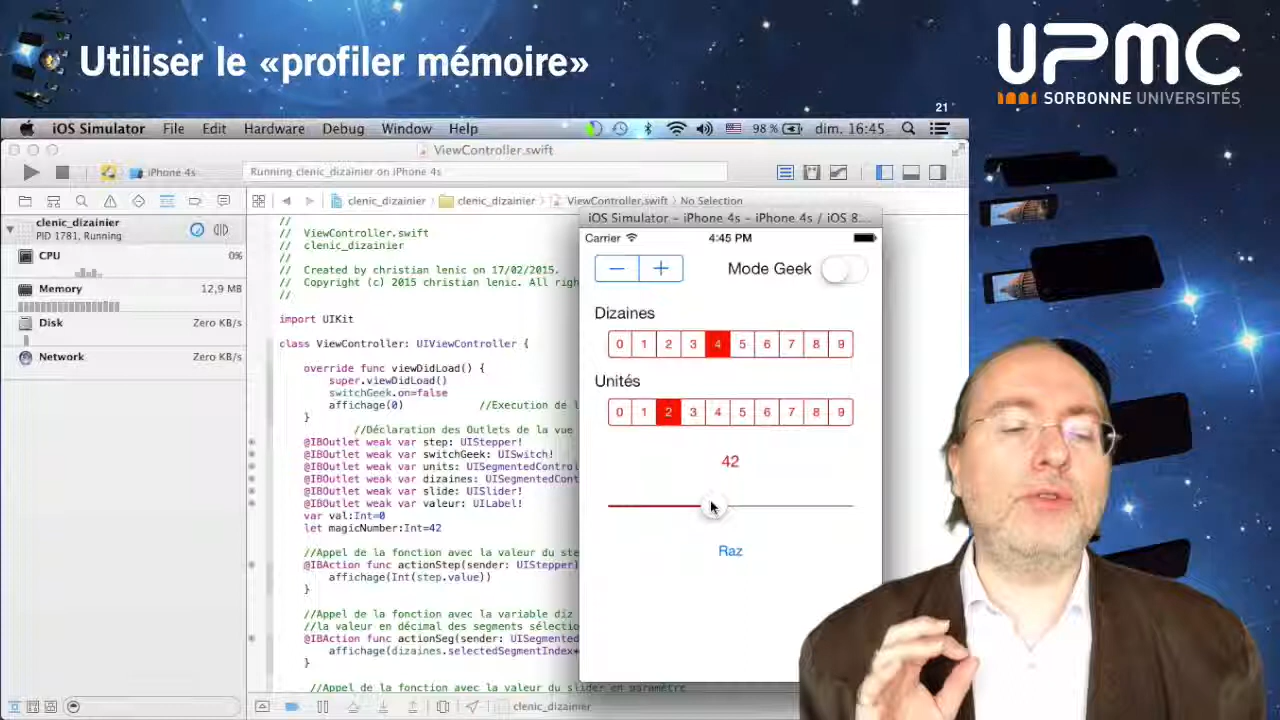 Utiliser le «profiler mémoire»
UPMC
SORBONNE UNIVERSITÉS
21
iOS Simulator File Edit Hardware Debug Window Help 98 % dim. 16:45
ViewController.swift
iPhone 4s
Running clenic_dizainier on iPhone 4s
clenic_dizainier
PID 1781, Running
CPU 0%
Memory 12,9 MB
Disk Zero KB/s
Network Zero KB/s
clenic_dizainier clenic_dizainier ViewController.swift No Selection
//
// ViewController.swift
// clenic_dizainier
//
// Created by christian lenic on 17/02/2015.
// Copyright (c) 2015 christian lenic. All righ
//
import UIKit
class ViewController: UIViewController {
override func viewDidLoad() {
super.viewDidLoad()
switchGeek.on=false
affichage(0) //Execution de l
}
//Déclaration des Outlets de la vue
@IBOutlet weak var step: UIStepper!
@IBOutlet weak var switchGeek: UISwitch!
@IBOutlet weak var units: UISegmentedContro
@IBOutlet weak var dizaines: UISegmentedCont
@IBOutlet weak var slide: UISlider!
@IBOutlet weak var valeur: UILabel!
var val:Int=0
let magicNumber:Int=42
//Appel de la fonction avec la valeur du ste
@IBAction func actionStep(sender: UIStepper)
affichage(Int(step.value))
}
//Appel de la fonction avec la variable diz
//la valeur en décimal des segments sélectio
@IBAction func actionSeg(sender: UISegmented
affichage(dizaines.selectedSegmentIndex*
}
//Appel de la fonction avec la valeur du slider en paramètre
clenic_dizainier
iOS Simulator – iPhone 4s – iPhone 4s / iOS 8...
Carrier 4:45 PM
− + Mode Geek
Dizaines
0 1 2 3 4 5 6 7 8 9
Unités
0 1 2 3 4 5 6 7 8 9
42
Raz